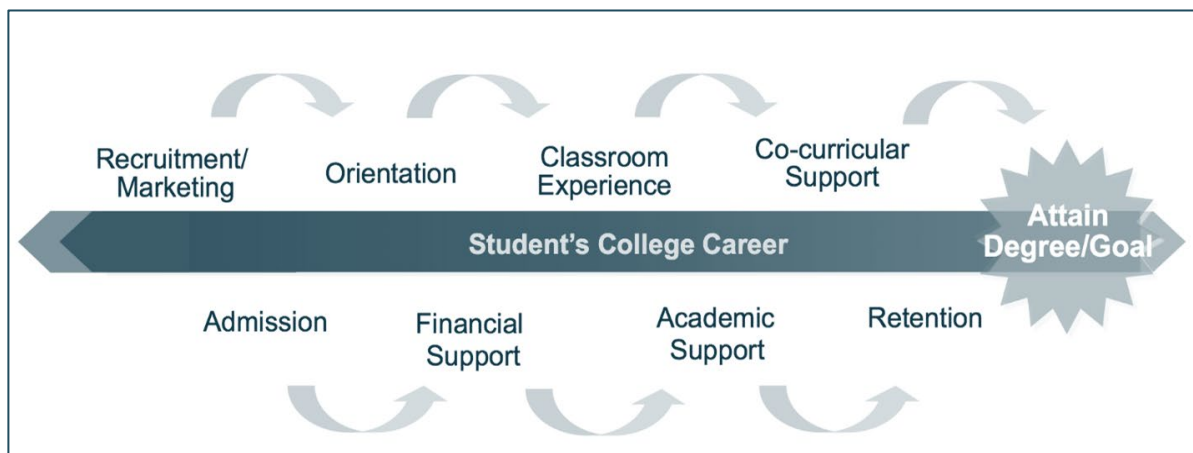 Recruitment/
Marketing
Orientation
Classroom
Experience
Co-curricular
Support
Student’s College Career
Attain
Degree/Goal
Admission
Financial
Support
Academic
Support
Retention